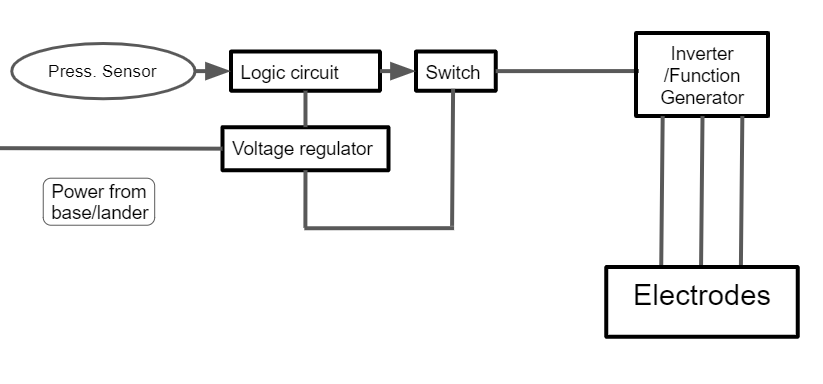 Press. Sensor
Logic circuit
Switch
Inverter
/Function
Generator
Voltage regulator
Power from
base/lander
Electrodes